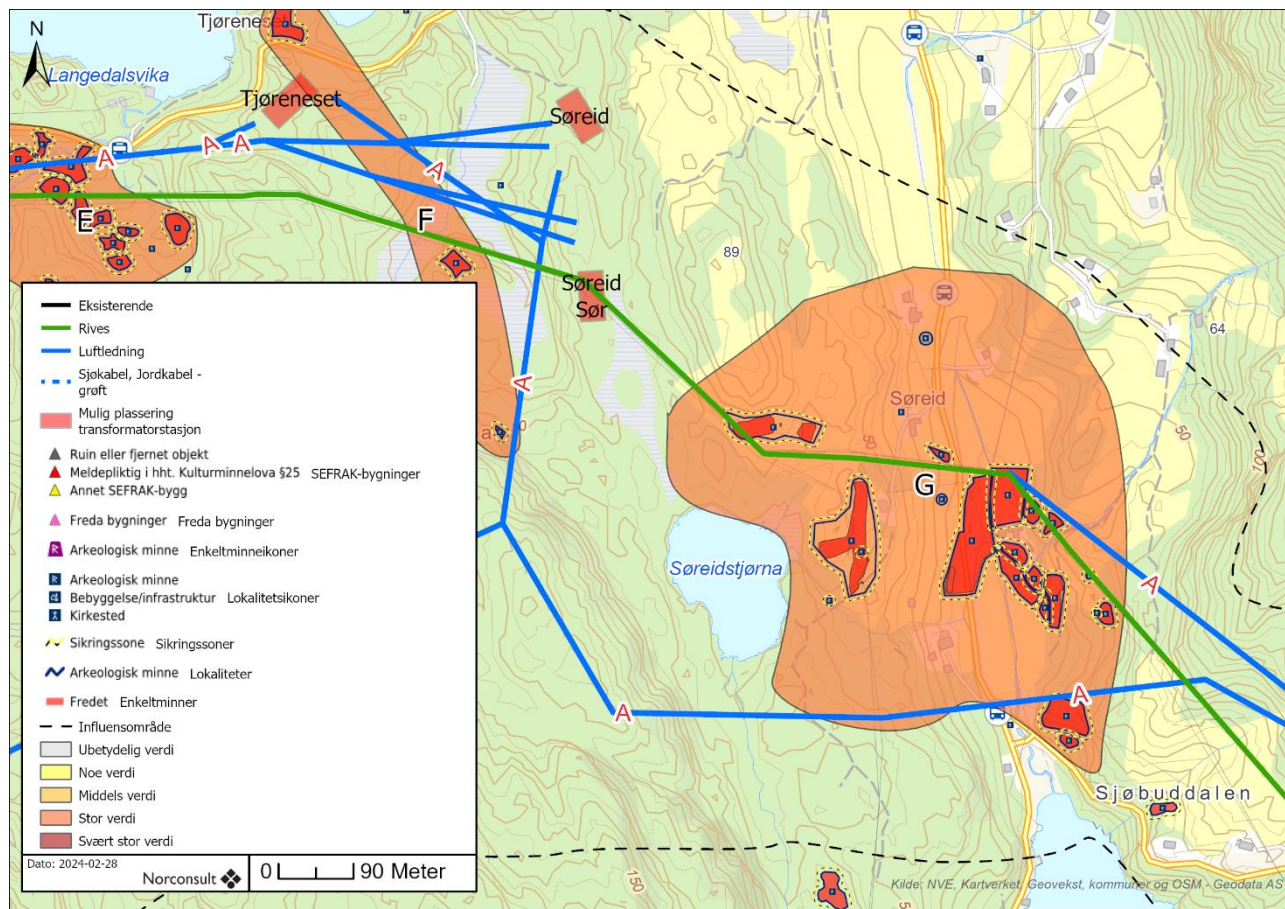 Tjøreneset
N
Langedalsvika
Tjøreneset
Søreid
A
A
A
A
E
F
89
Søreid
Sør
64
A
Søreid
50
50
100
G
A
Søreidstjørna
A
A
Sjøbuddalen
150
Eksisterende
Rives
Luftledning
Sjøkabel, Jordkabel -
grøft
Mulig plassering
transformatorstasjon
Ruin eller fjernet objekt
Meldepliktig i hht. Kulturminnelova §25 SEFRAK-bygninger
Annet SEFRAK-bygg
Freda bygninger Freda bygninger
Arkeologisk minne Enkeltminneikoner
Arkeologisk minne
Bebyggelse/infrastruktur Lokalitetsikoner
Kirkested
Sikringssone Sikringssoner
Arkeologisk minne Lokaliteter
Fredet Enkeltminner
Influensområde
Ubetydelig verdi
Noe verdi
Middels verdi
Stor verdi
Svært stor verdi
Dato: 2024-02-28
Norconsult
0 90 Meter
Kilde: NVE, Kartverket, Geovekst, kommuner og OSM - Geodata AS